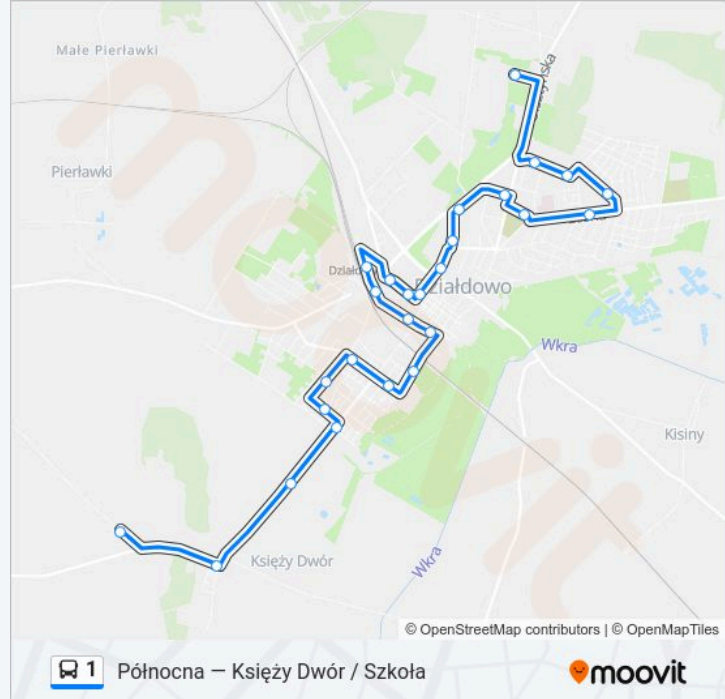 Małe Pierławki
Pierławki
Działdowo
Wkra
Kisiny
Księży Dwór
Wkra
© OpenStreetMap contributors | © OpenMapTiles
1 Północna — Księży Dwór / Szkoła
moovit